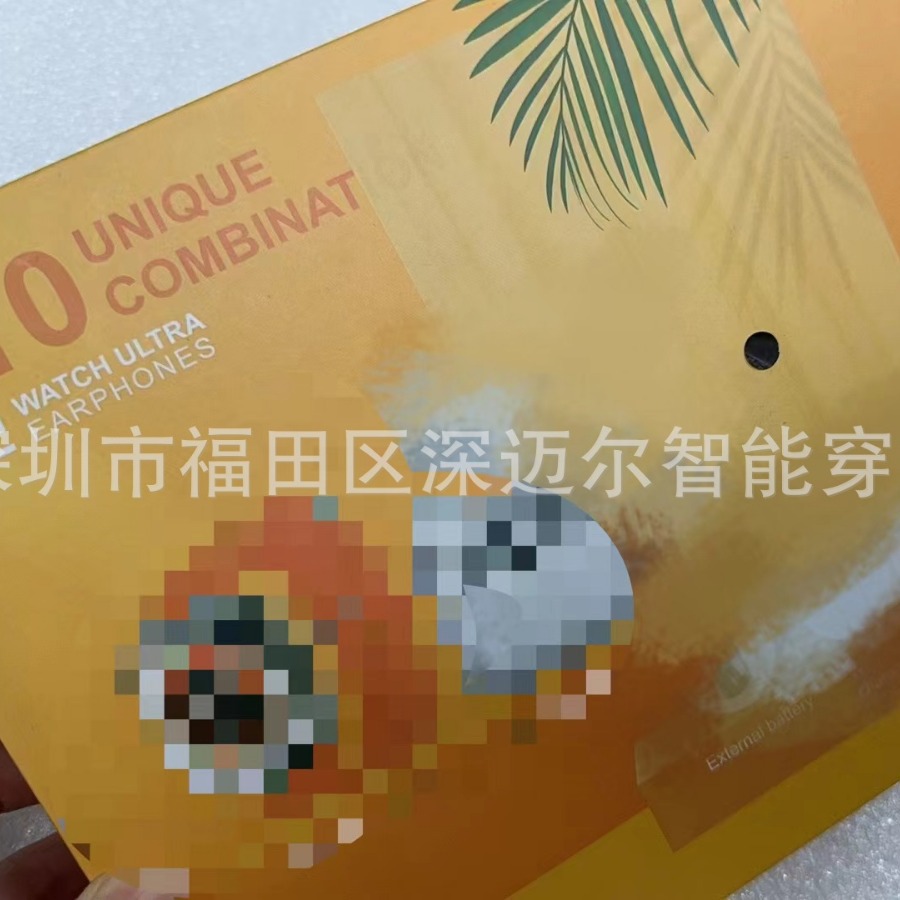 10 UNIQUE
COMBINAT
WATCH ULTRA
EARPHONES
深圳市福田区深迈尔智能穿
External battery